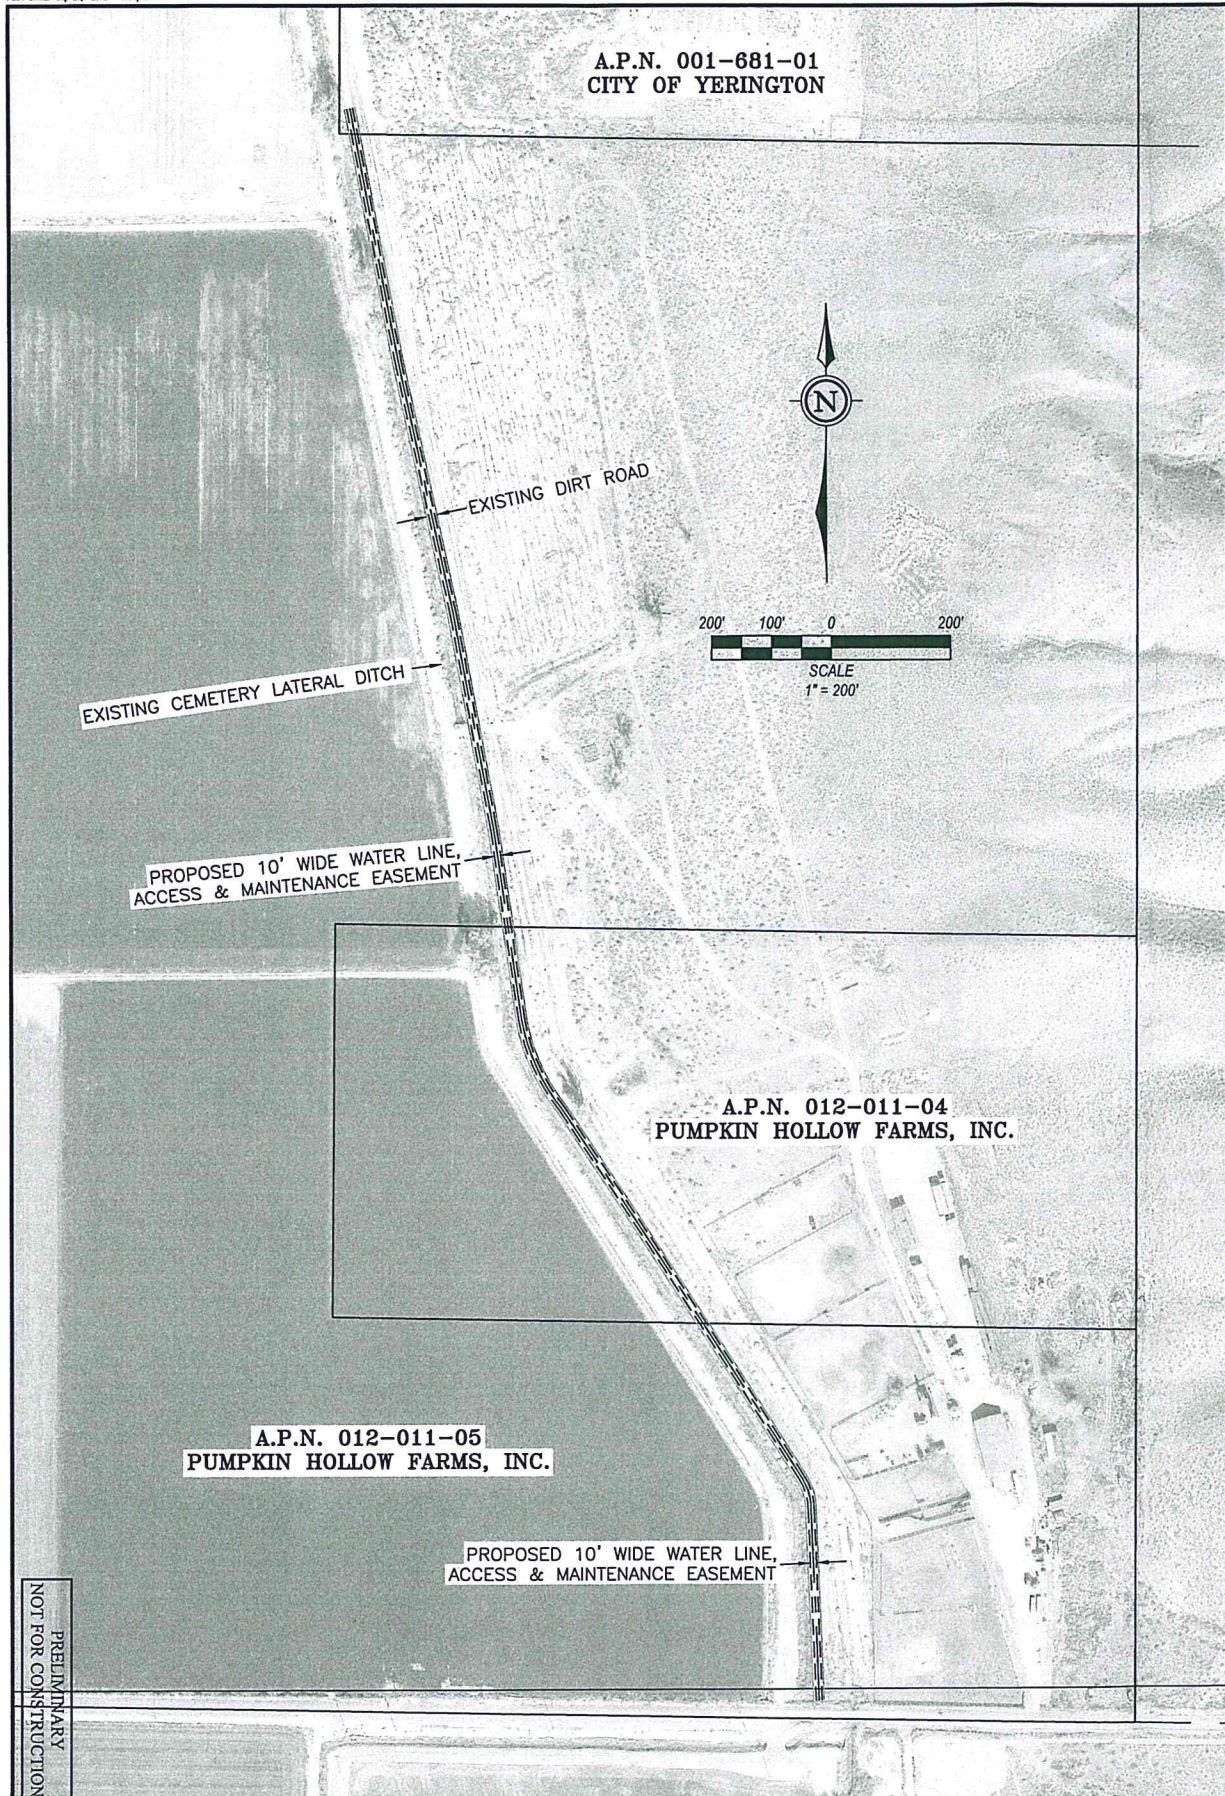 A.P.N. 001-681-01
CITY OF YERINGTON
N
EXISTING DIRT ROAD
200' 100' 0 200'
SCALE
1" = 200'
EXISTING CEMETERY LATERAL DITCH
PROPOSED 10' WIDE WATER LINE,
ACCESS & MAINTENANCE EASEMENT
A.P.N. 012-011-04
PUMPKIN HOLLOW FARMS, INC.
A.P.N. 012-011-05
PUMPKIN HOLLOW FARMS, INC.
PROPOSED 10' WIDE WATER LINE,
ACCESS & MAINTENANCE EASEMENT
PRELIMINARY
NOT FOR CONSTRUCTION